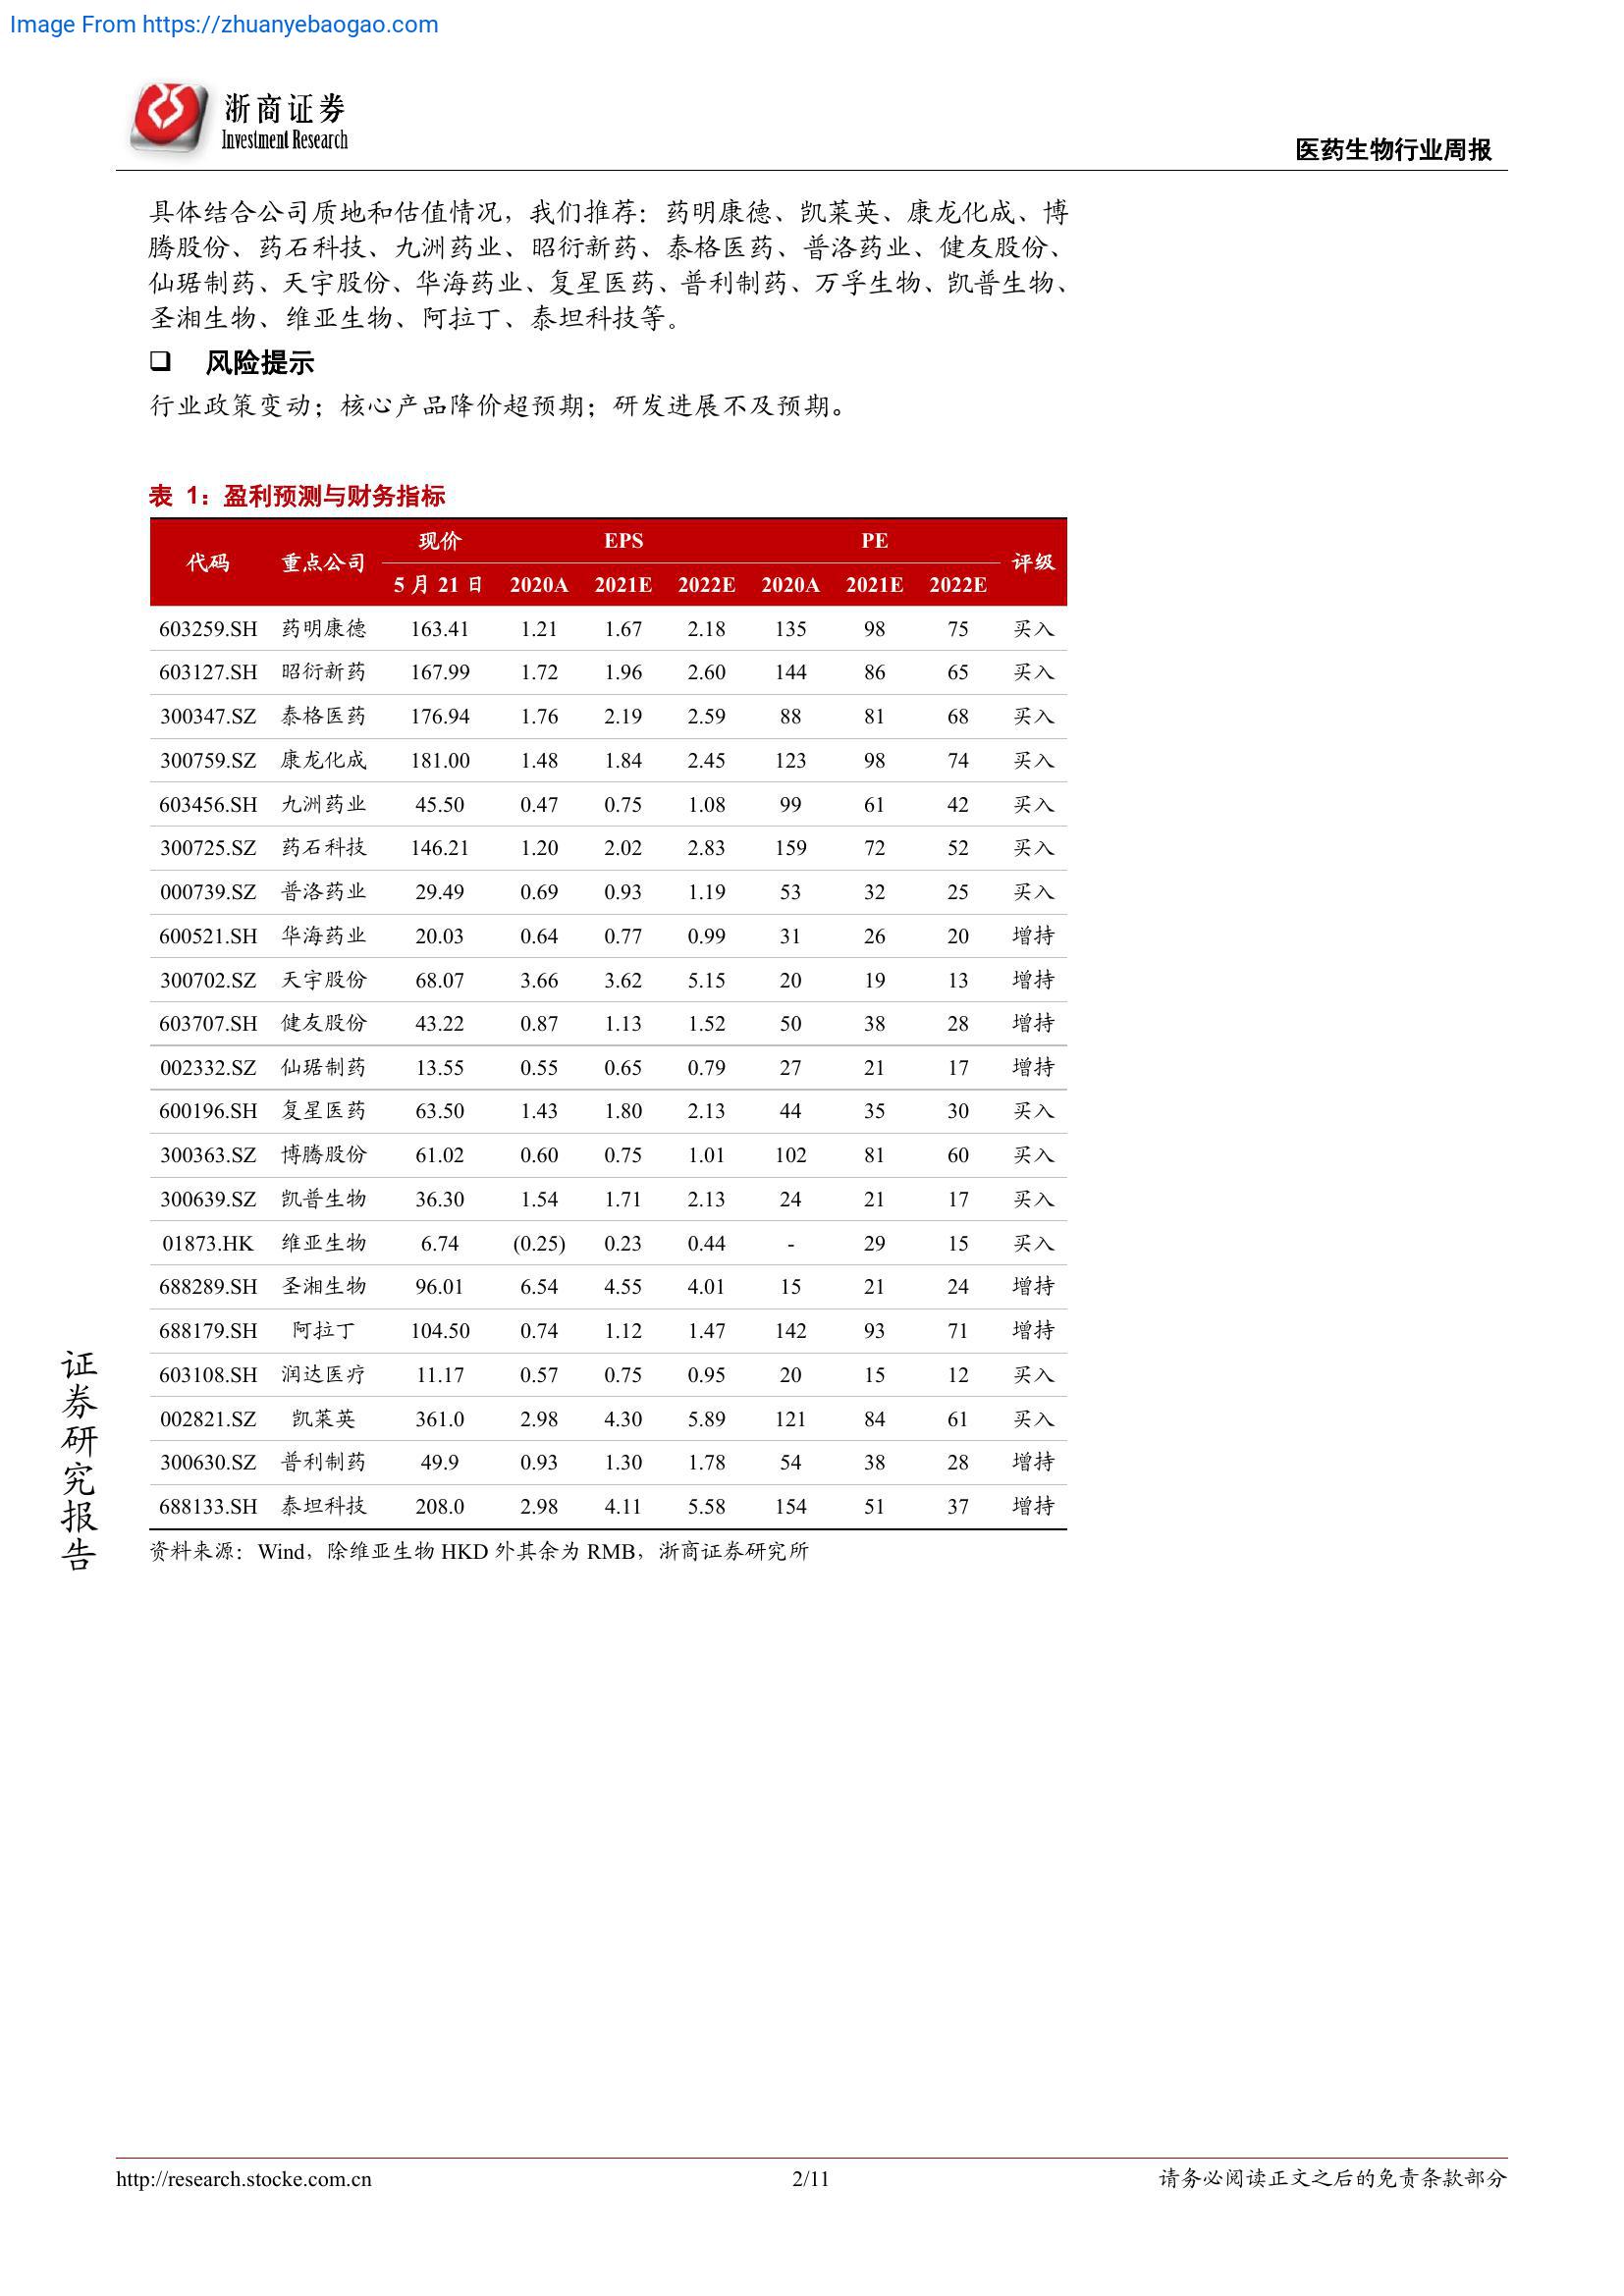 Image From https://zhuanyebaogao.com
浙商证券
Investment Research
医药生物行业周报
具体结合公司质地和估值情况，我们推荐：药明康德、凯莱英、康龙化成、博
腾股份、药石科技、九洲药业、昭衍新药、泰格医药、普洛药业、健友股份、
仙琚制药、天宇股份、华海药业、复星医药、普利制药、万孚生物、凯普生物、
圣湘生物、维亚生物、阿拉丁、泰坦科技等。
❑ 风险提示
行业政策变动；核心产品降价超预期；研发进展不及预期。
表 1：盈利预测与财务指标
代码 重点公司 现价 EPS PE 评级
5 月 21 日 2020A 2021E 2022E 2020A 2021E 2022E
603259.SH 药明康德 163.41 1.21 1.67 2.18 135 98 75 买入
603127.SH 昭衍新药 167.99 1.72 1.96 2.60 144 86 65 买入
300347.SZ 泰格医药 176.94 1.76 2.19 2.59 88 81 68 买入
300759.SZ 康龙化成 181.00 1.48 1.84 2.45 123 98 74 买入
603456.SH 九洲药业 45.50 0.47 0.75 1.08 99 61 42 买入
300725.SZ 药石科技 146.21 1.20 2.02 2.83 159 72 52 买入
000739.SZ 普洛药业 29.49 0.69 0.93 1.19 53 32 25 买入
600521.SH 华海药业 20.03 0.64 0.77 0.99 31 26 20 增持
300702.SZ 天宇股份 68.07 3.66 3.62 5.15 20 19 13 增持
603707.SH 健友股份 43.22 0.87 1.13 1.52 50 38 28 增持
002332.SZ 仙琚制药 13.55 0.55 0.65 0.79 27 21 17 增持
600196.SH 复星医药 63.50 1.43 1.80 2.13 44 35 30 买入
300363.SZ 博腾股份 61.02 0.60 0.75 1.01 102 81 60 买入
300639.SZ 凯普生物 36.30 1.54 1.71 2.13 24 21 17 买入
01873.HK 维亚生物 6.74 (0.25) 0.23 0.44 - 29 15 买入
688289.SH 圣湘生物 96.01 6.54 4.55 4.01 15 21 24 增持
688179.SH 阿拉丁 104.50 0.74 1.12 1.47 142 93 71 增持
603108.SH 润达医疗 11.17 0.57 0.75 0.95 20 15 12 买入
002821.SZ 凯莱英 361.0 2.98 4.30 5.89 121 84 61 买入
300630.SZ 普利制药 49.9 0.93 1.30 1.78 54 38 28 增持
688133.SH 泰坦科技 208.0 2.98 4.11 5.58 154 51 37 增持
资料来源：Wind，除维亚生物 HKD 外其余为 RMB，浙商证券研究所
证券研究报告
http://research.stocke.com.cn 2/11 请务必阅读正文之后的免责条款部分